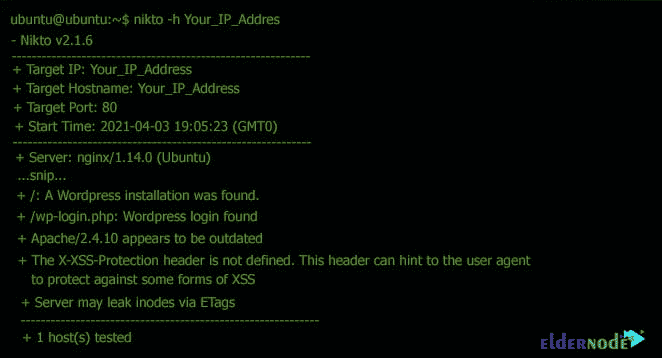 ubuntu@ubuntu:~$ nikto -h Your_IP_Addres
- Nikto v2.1.6
---------------------------------------------------------------
+ Target IP: Your_IP_Address
+ Target Hostname: Your_IP_Address
+ Target Port: 80
+ Start Time: 2021-04-03 19:05:23 (GMT0)
---------------------------------------------------------------
+ Server: nginx/1.14.0 (Ubuntu)
...snip...
+ /: A Wordpress installation was found.
+ /wp-login.php: Wordpress login found
+ Apache/2.4.10 appears to be outdated
+ The X-XSS-Protection header is not defined. This header can hint to the user agent
to protect against some forms of XSS
+ Server may leak inodes via ETags
---------------------------------------------------------------
+ 1 host(s) tested
ELDERNODE